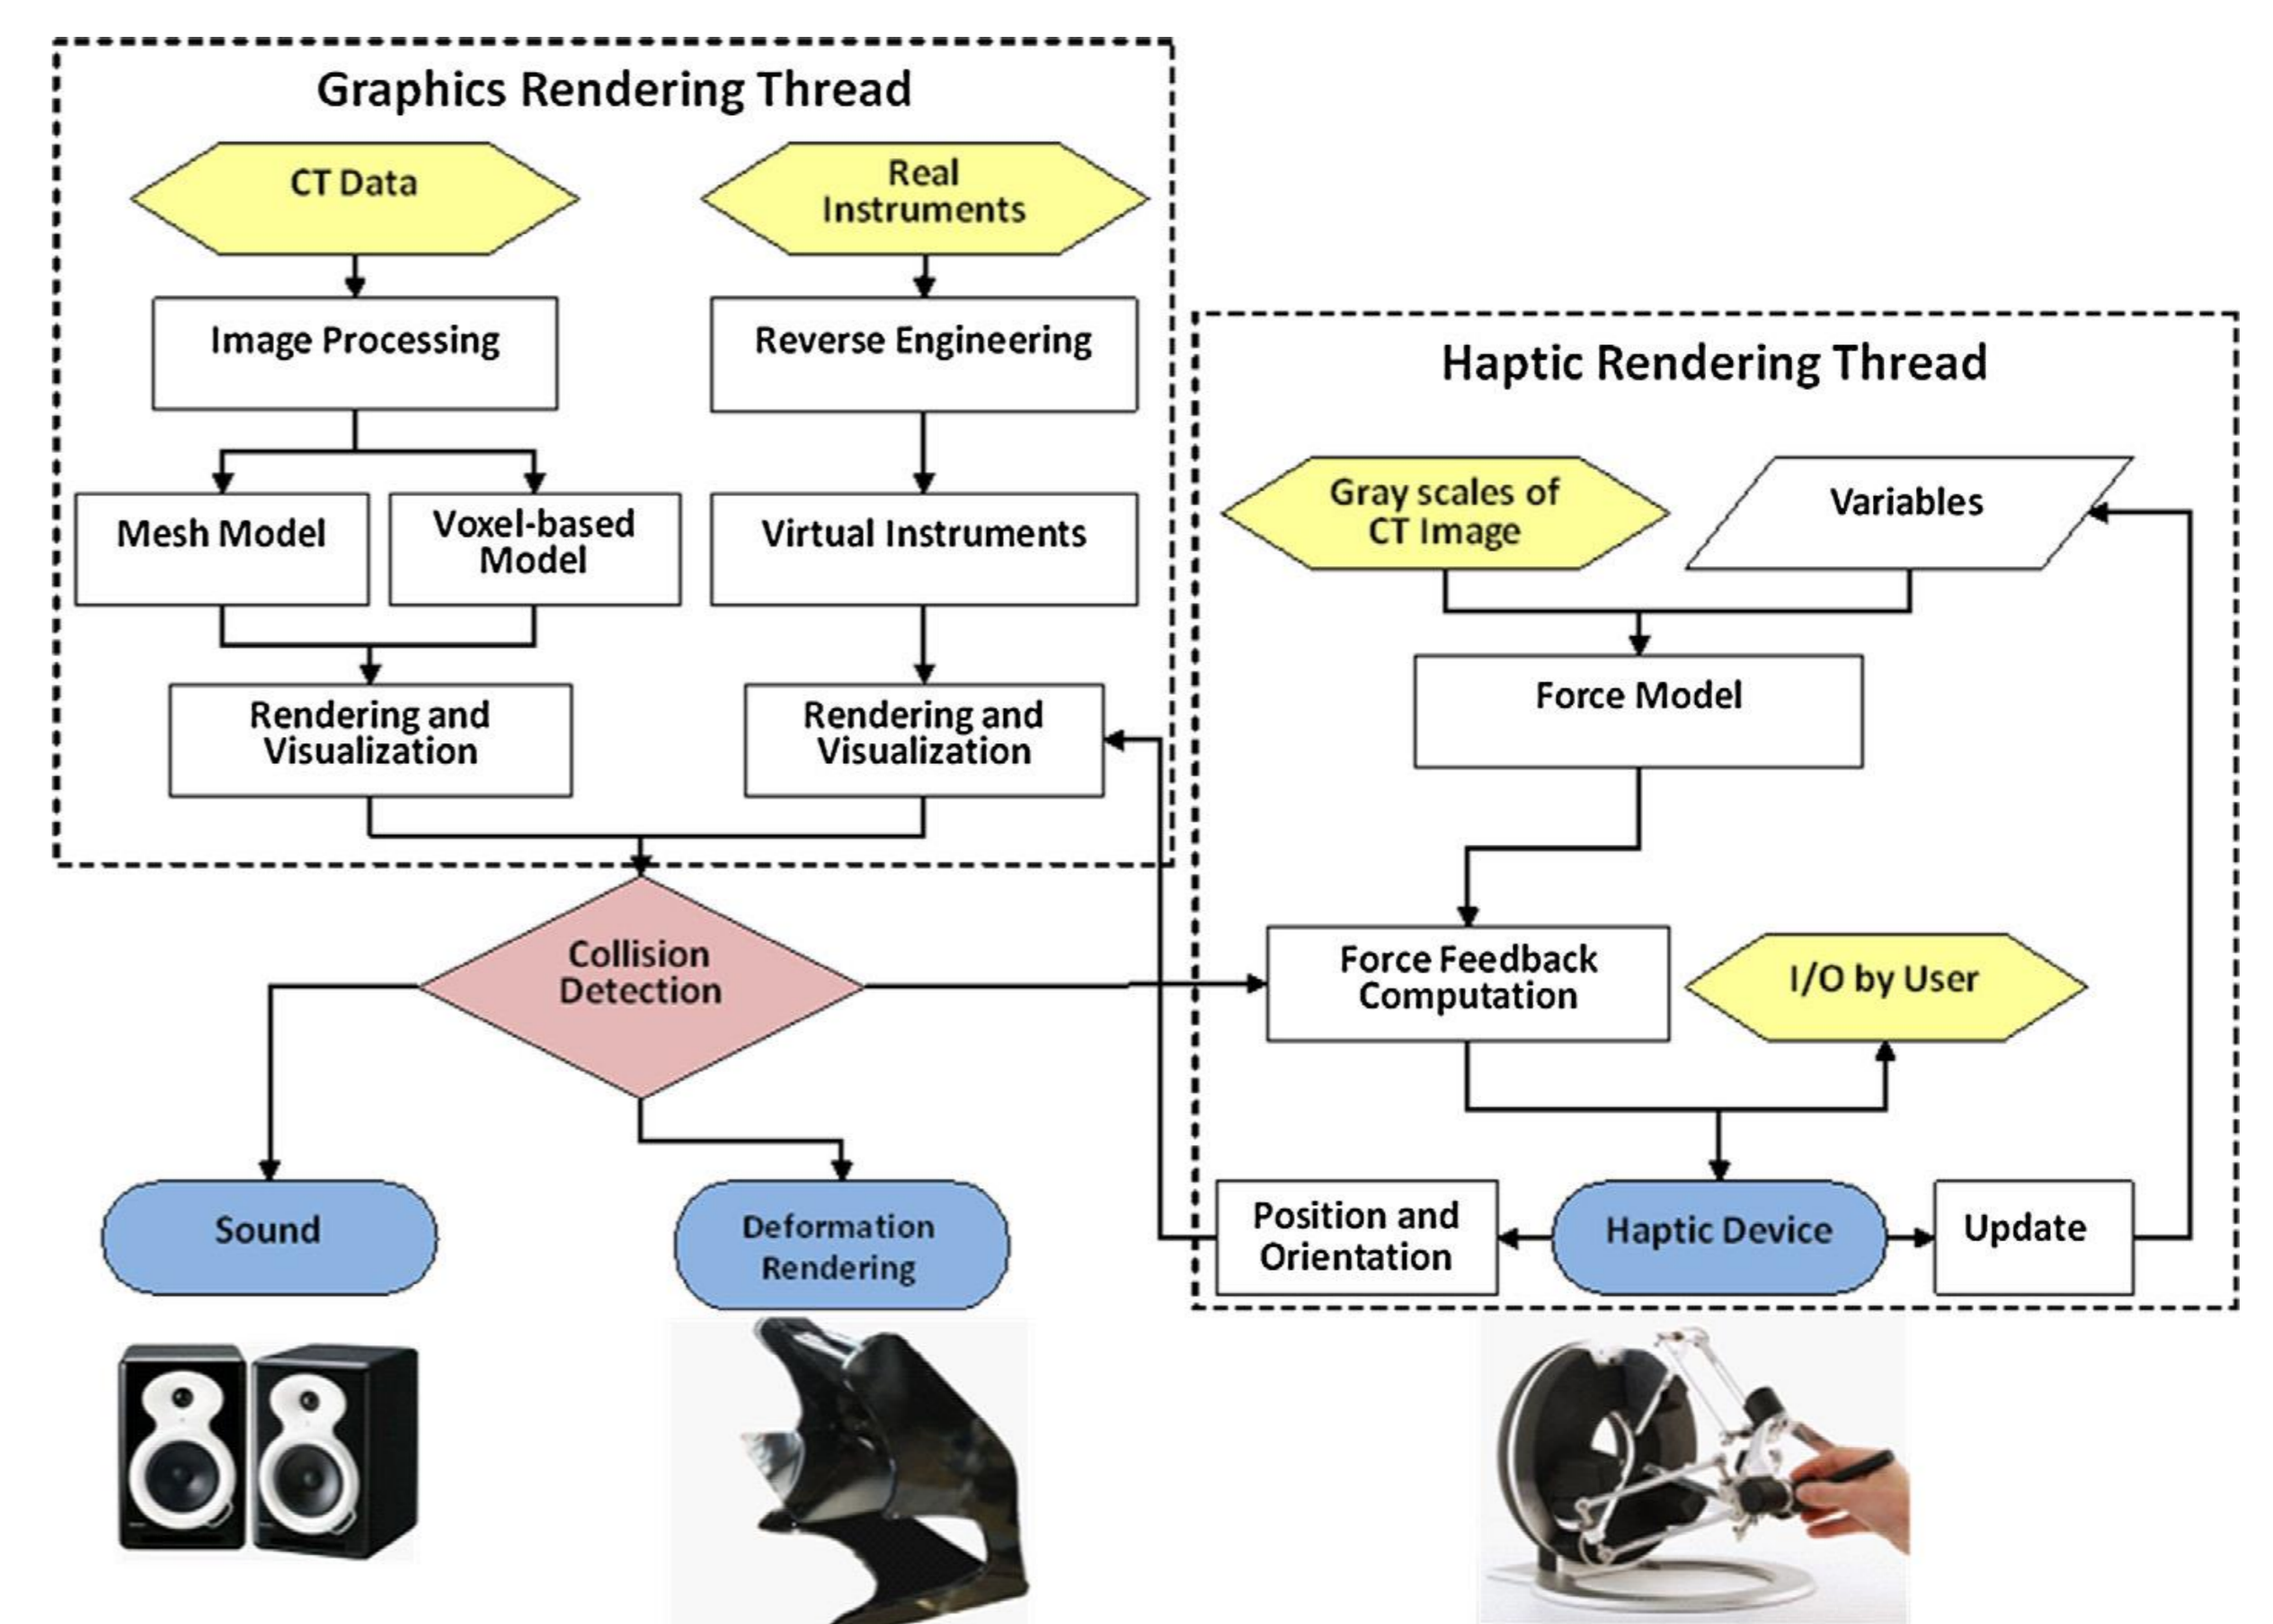 Graphics Rendering Thread
CT Data
Real
Instruments
Image Processing
Reverse Engineering
Mesh Model
Voxel-based
Model
Virtual Instruments
Rendering and
Visualization
Rendering and
Visualization
Collision
Detection
Sound
Deformation
Rendering
Haptic Rendering Thread
Gray scales of
CT Image
Variables
Force Model
Force Feedback
Computation
I/O by User
Position and
Orientation
Haptic Device
Update